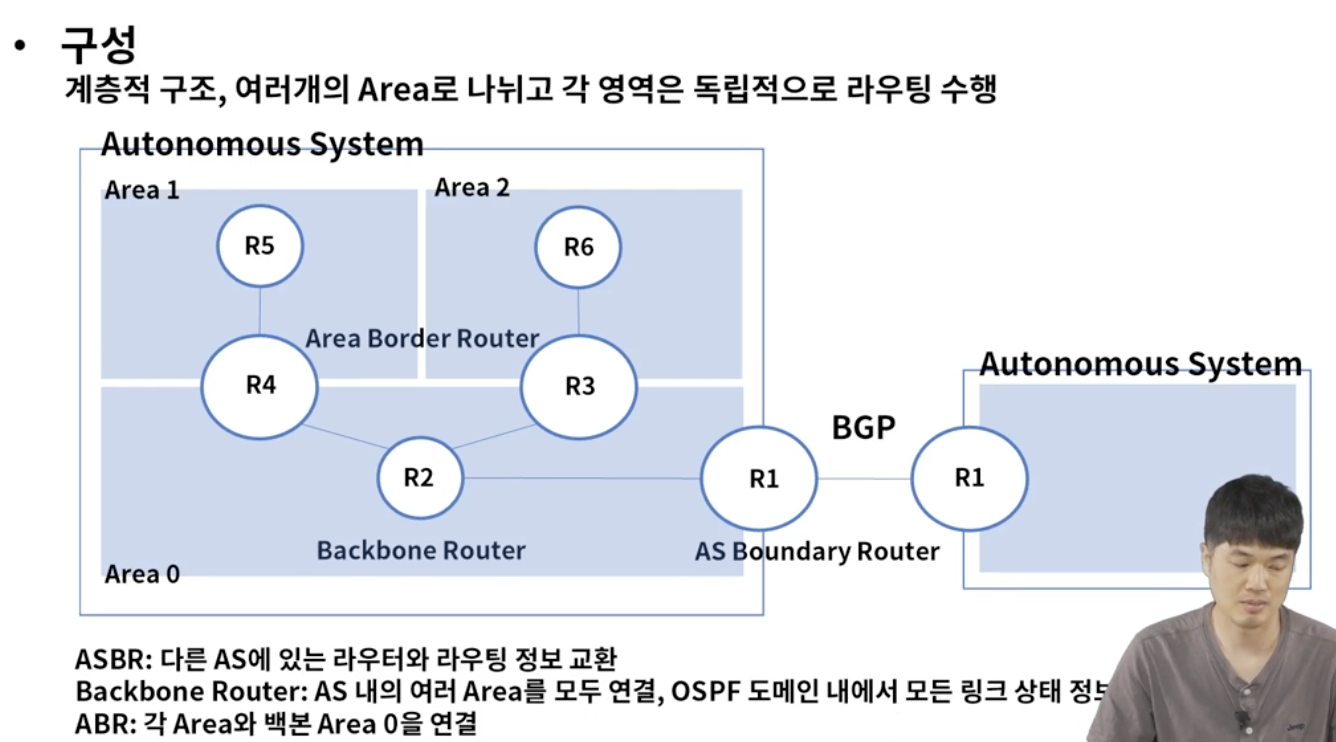 • 구성
계층적 구조, 여러개의 Area로 나뉘고 각 영역은 독립적으로 라우팅 수행
Autonomous System
Area 1
Area 2
R5
R6
Area Border Router
R4
R3
Autonomous System
BGP
R2
R1
R1
Backbone Router
AS Boundary Router
Area 0
ASBR: 다른 AS에 있는 라우터와 라우팅 정보 교환
Backbone Router: AS 내의 여러 Area를 모두 연결, OSPF 도메인 내에서 모든 링크 상태
ABR: 각 Area와 백본 Area 0을 연결